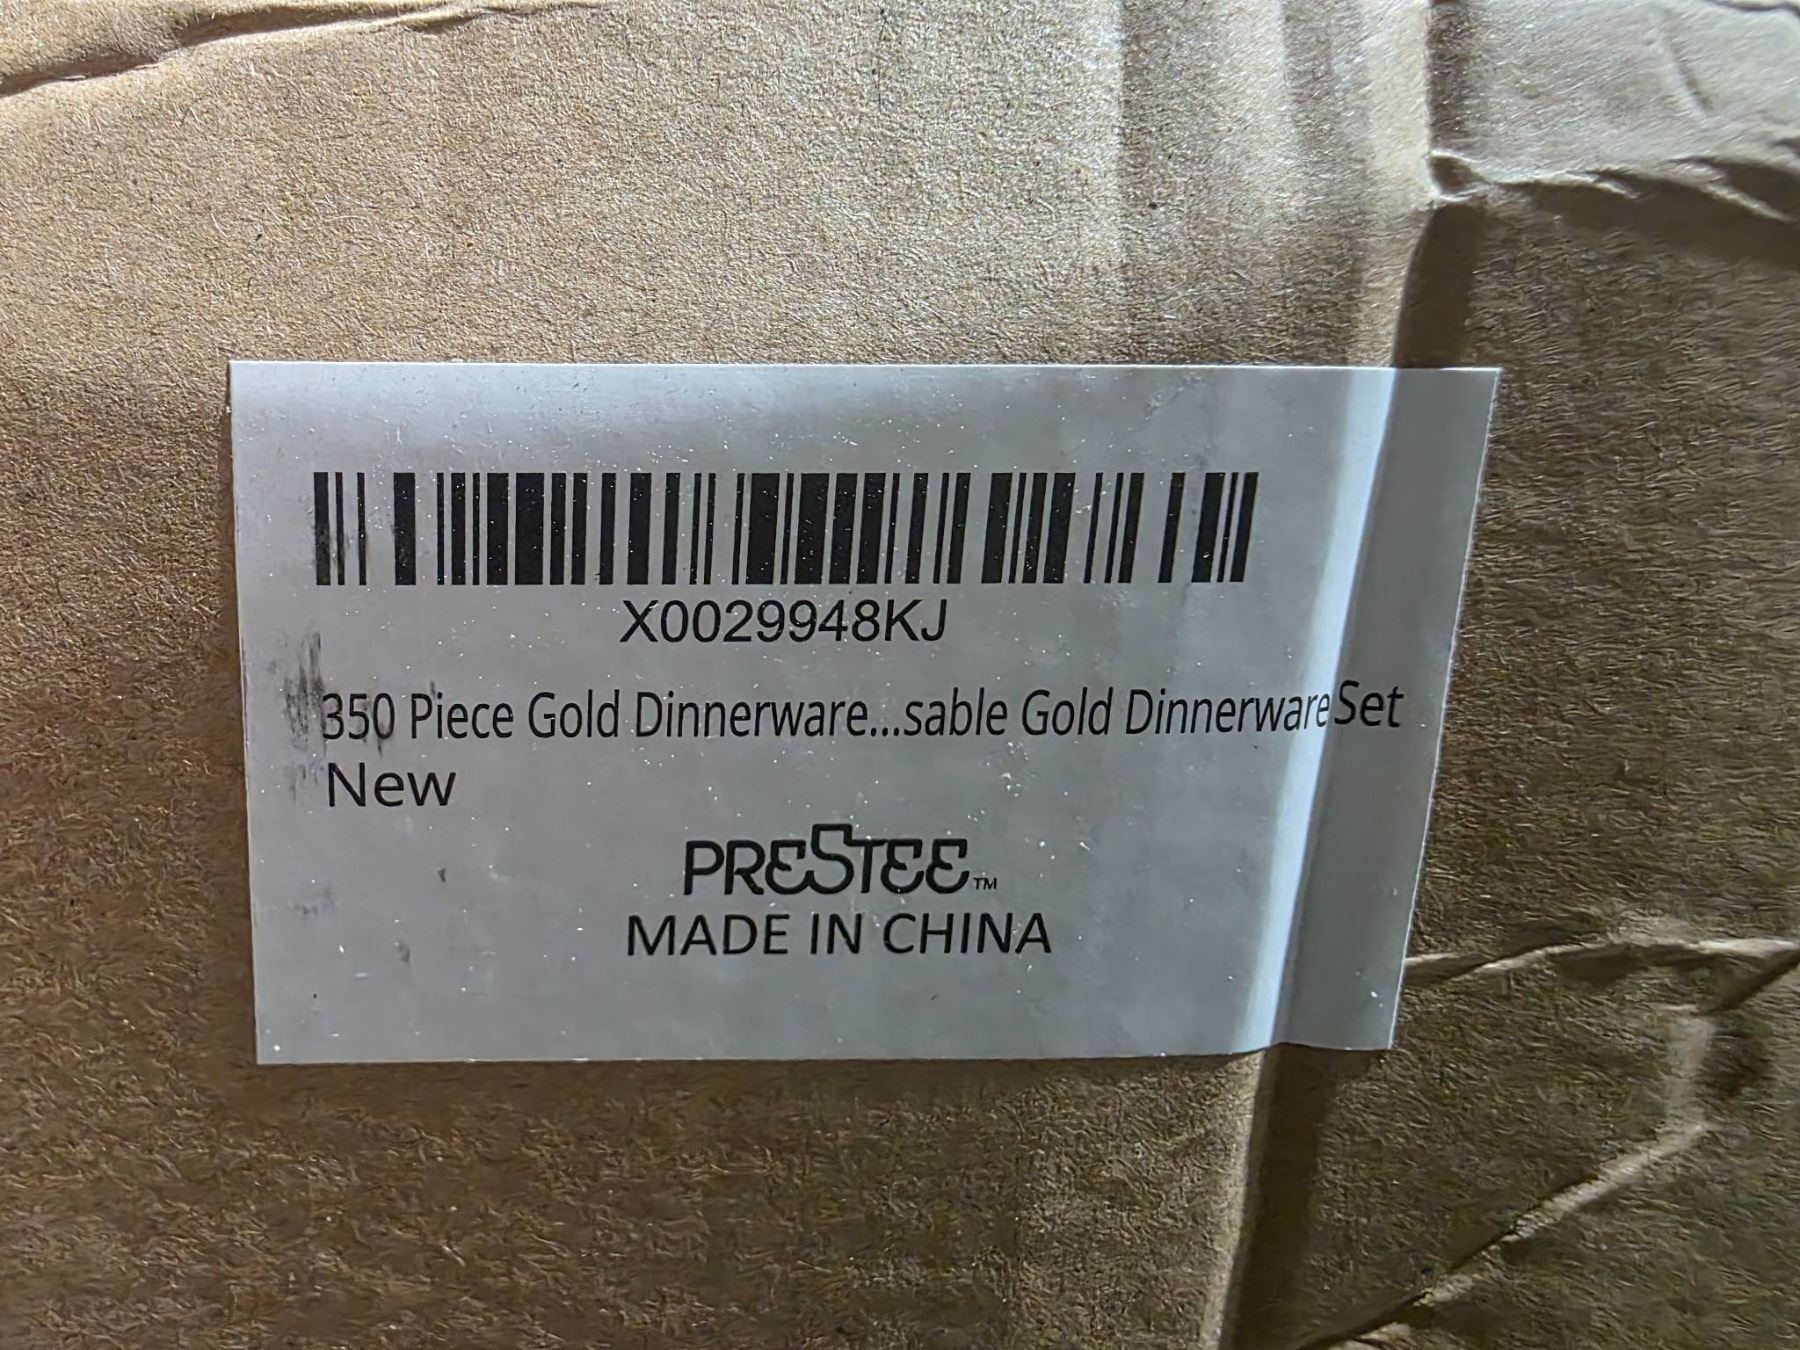 X0029948KJ
350 Piece Gold Dinnerware...sable Gold Dinnerware Set
New
PRESTEE™
MADE IN CHINA